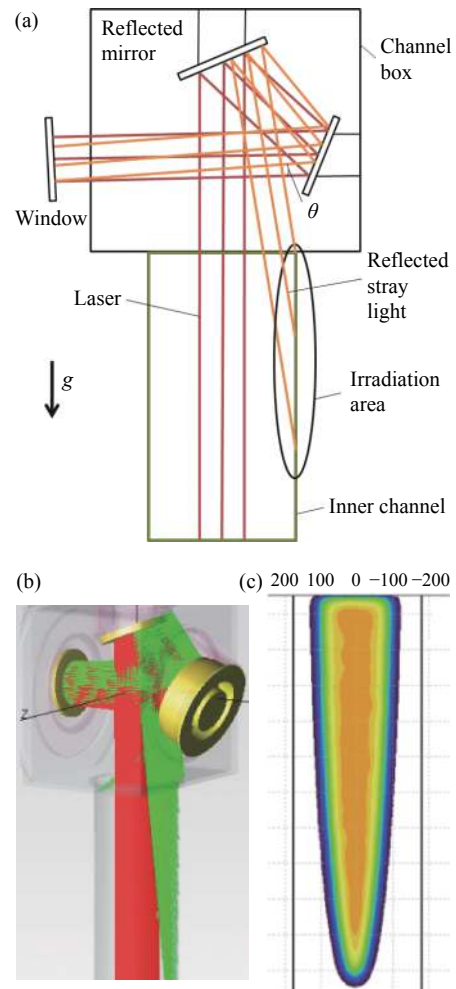 (a)
Reflected
mirror
Channel
box
Window
θ
Laser
Reflected
stray
light
g
Irradiation
area
Inner channel
(b)
(c)
200 100 0 −100 −200
z